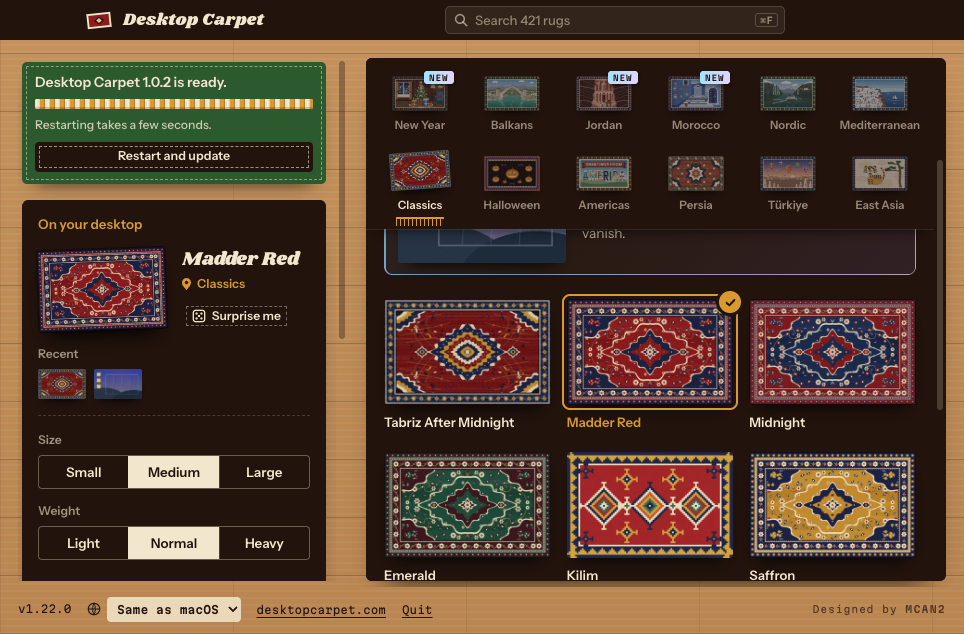 Desktop Carpet
Search 421 rugs
⌘F
Desktop Carpet 1.0.2 is ready.
Restarting takes a few seconds.
Restart and update
On your desktop
Madder Red
Classics
Surprise me
Recent
Size
Small Medium Large
Weight
Light Normal Heavy
NEW NEW NEW
New Year Balkans Jordan Morocco Nordic Mediterranean
Classics Halloween Americas Persia Türkiye East Asia
vanish.
Tabriz After Midnight Madder Red Midnight
Emerald Kilim Saffron
v1.22.0 Same as macOS desktopcarpet.com Quit
Designed by MCAN2